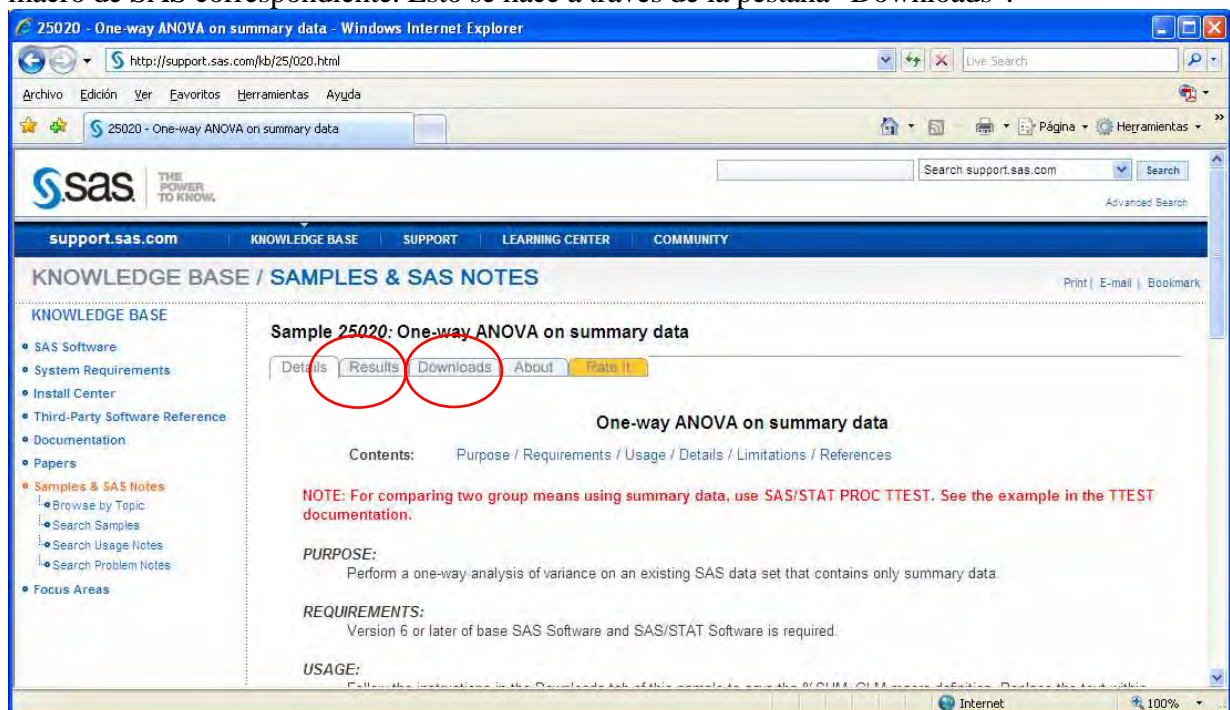 macro de SAS correspondiente. Esto se hace a través de la pestaña "Downloads".
25020 - One-way ANOVA on summary data - Windows Internet Explorer
http://support.sas.com/kb/25/020.html
Live Search
Archivo Edición Ver Favoritos Herramientas Ayuda
25020 - One-way ANOVA on summary data
Página Herramientas »
sas THE POWER TO KNOW.
Search support.sas.com Search
Advanced Search
support.sas.com KNOWLEDGE BASE SUPPORT LEARNING CENTER COMMUNITY
KNOWLEDGE BASE / SAMPLES & SAS NOTES
Print | E-mail | Bookmark
KNOWLEDGE BASE
SAS Software
System Requirements
Install Center
Third-Party Software Reference
Documentation
Papers
Samples & SAS Notes
Browse by Topic
Search Samples
Search Usage Notes
Search Problem Notes
Focus Areas
Sample 25020: One-way ANOVA on summary data
Details Results Downloads About Rate It
One-way ANOVA on summary data
Contents: Purpose / Requirements / Usage / Details / Limitations / References
NOTE: For comparing two group means using summary data, use SAS/STAT PROC TTEST. See the example in the TTEST
documentation.
PURPOSE:
Perform a one-way analysis of variance on an existing SAS data set that contains only summary data.
REQUIREMENTS:
Version 6 or later of base SAS Software and SAS/STAT Software is required.
USAGE:
Internet 100%